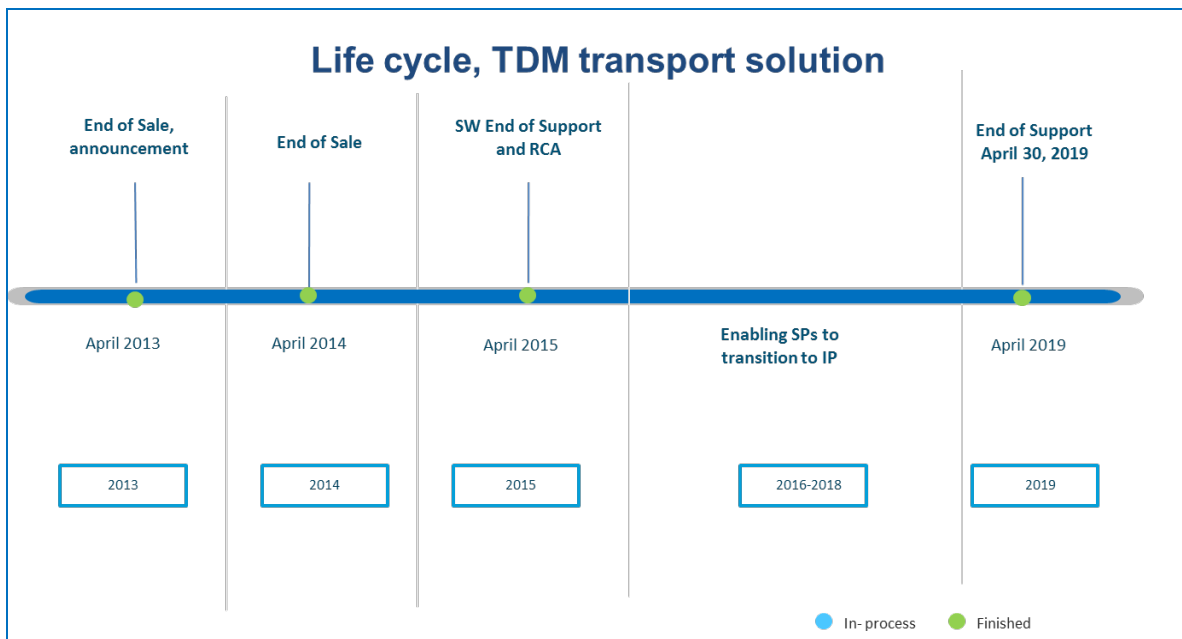 Life cycle, TDM transport solution
End of Sale,
announcement
End of Sale
SW End of Support
and RCA
End of Support
April 30, 2019
April 2013
April 2014
April 2015
Enabling SPs to
transition to IP
April 2019
2013
2014
2015
2016-2018
2019
In- process
Finished